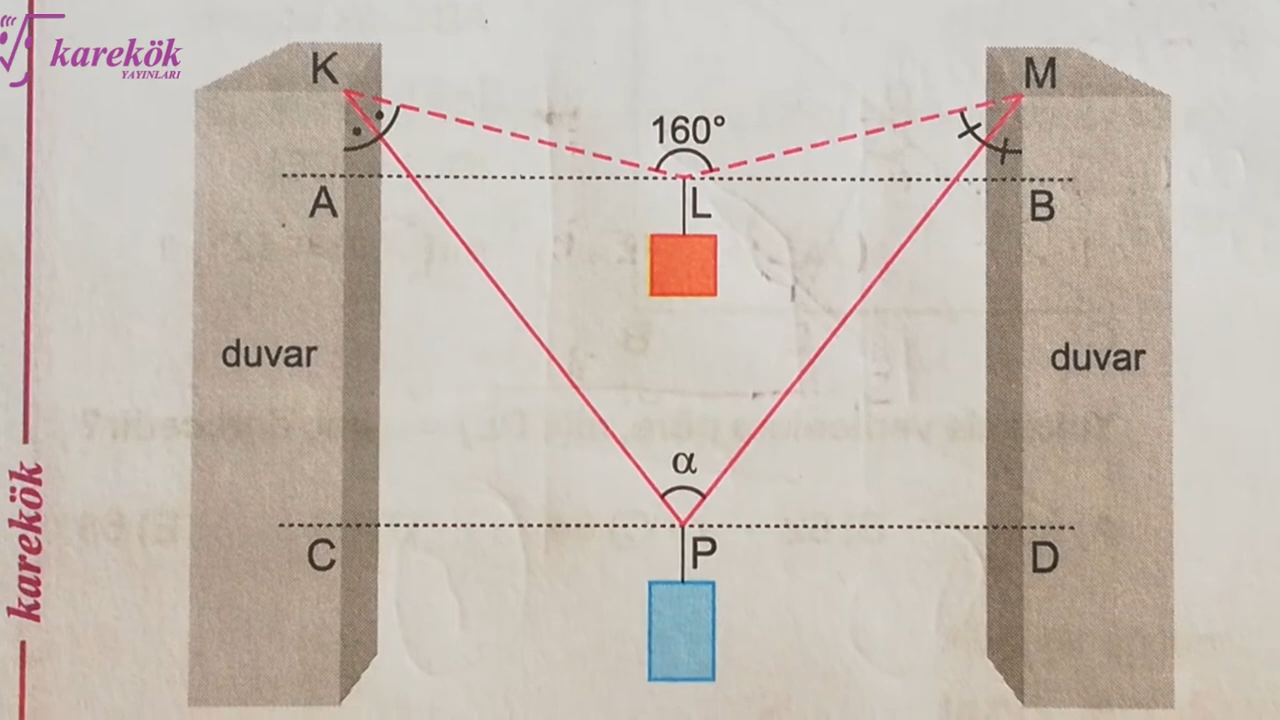 karekök
YAYINLARI
K
M
160°
A
L
B
duvar
duvar
α
C
P
D
karekök